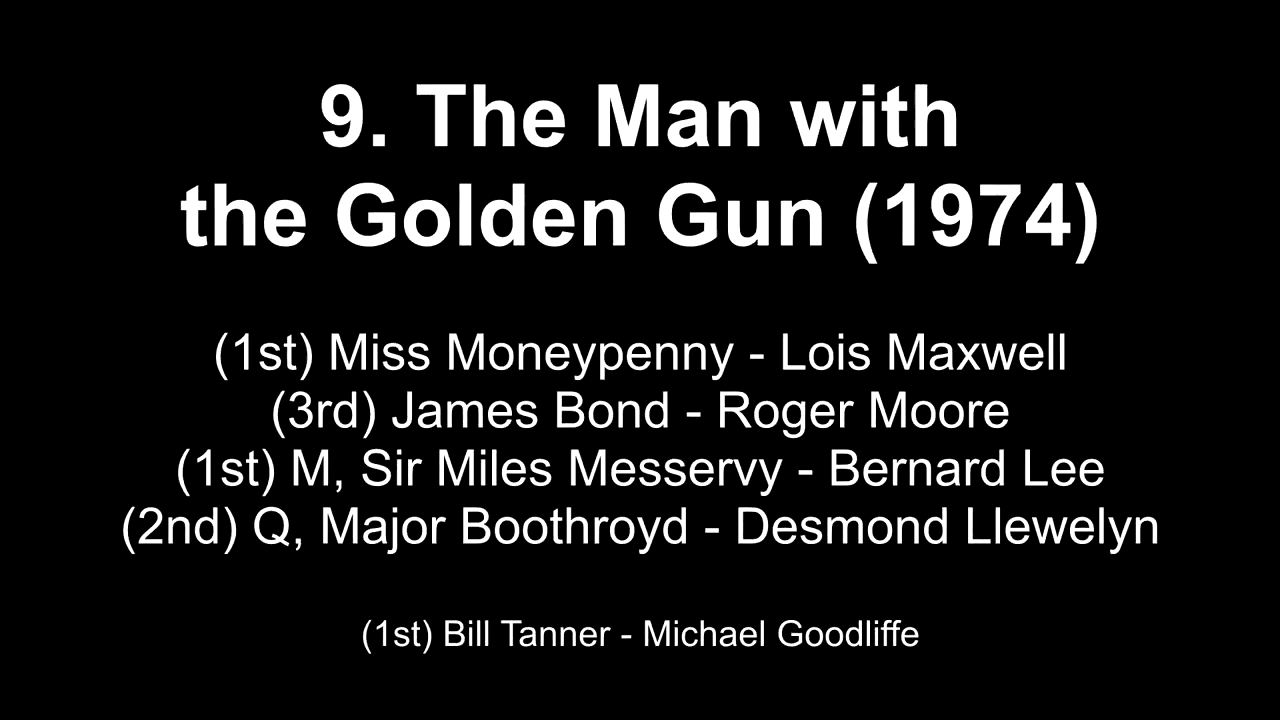 9. The Man with
the Golden Gun (1974)
(1st) Miss Moneypenny - Lois Maxwell
(3rd) James Bond - Roger Moore
(1st) M, Sir Miles Messervy - Bernard Lee
(2nd) Q, Major Boothroyd - Desmond Llewelyn
(1st) Bill Tanner - Michael Goodliffe